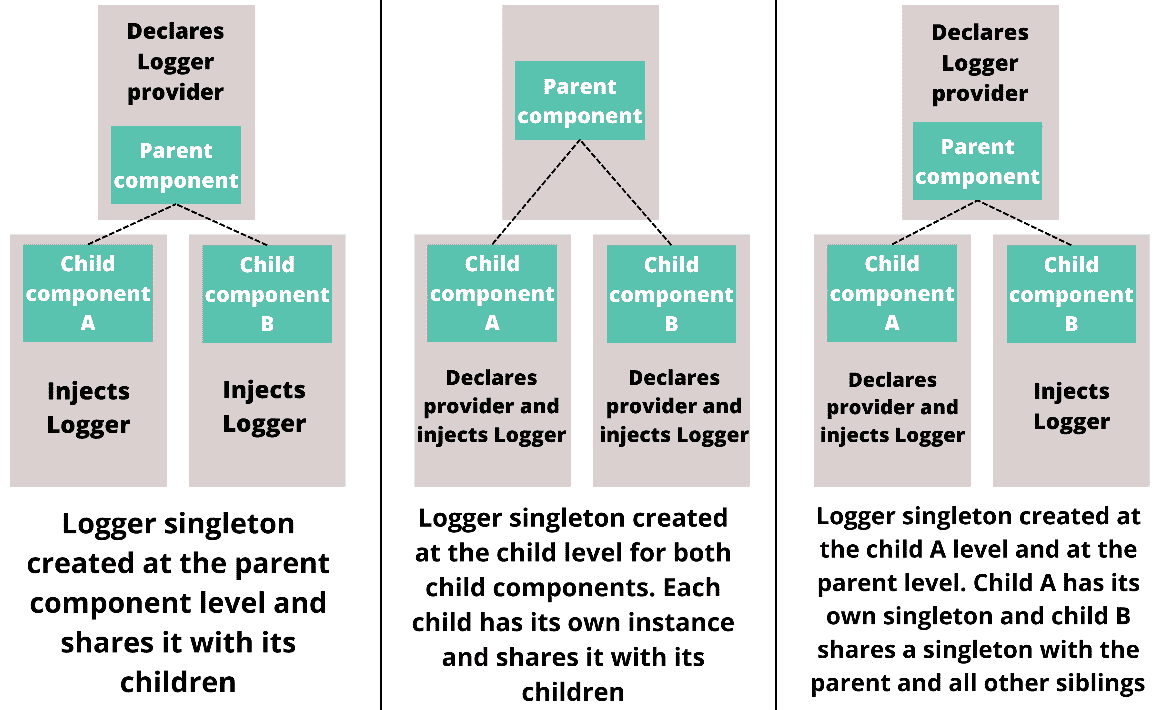 Declares
Logger
provider
Parent
component
Child
component
A
Child
component
B
Injects
Logger
Injects
Logger
Logger singleton
created at the parent
component level and
shares it with its
children
Parent
component
Child
component
A
Child
component
B
Declares
provider and
injects Logger
Declares
provider and
injects Logger
Logger singleton created
at the child level for both
child components. Each
child has its own instance
and shares it with its
children
Declares
Logger
provider
Parent
component
Child
component
A
Child
component
B
Declares
provider and
injects Logger
Injects
Logger
Logger singleton created at
the child A level and at the
parent level. Child A has its
own singleton and child B
shares a singleton with the
parent and all other siblings